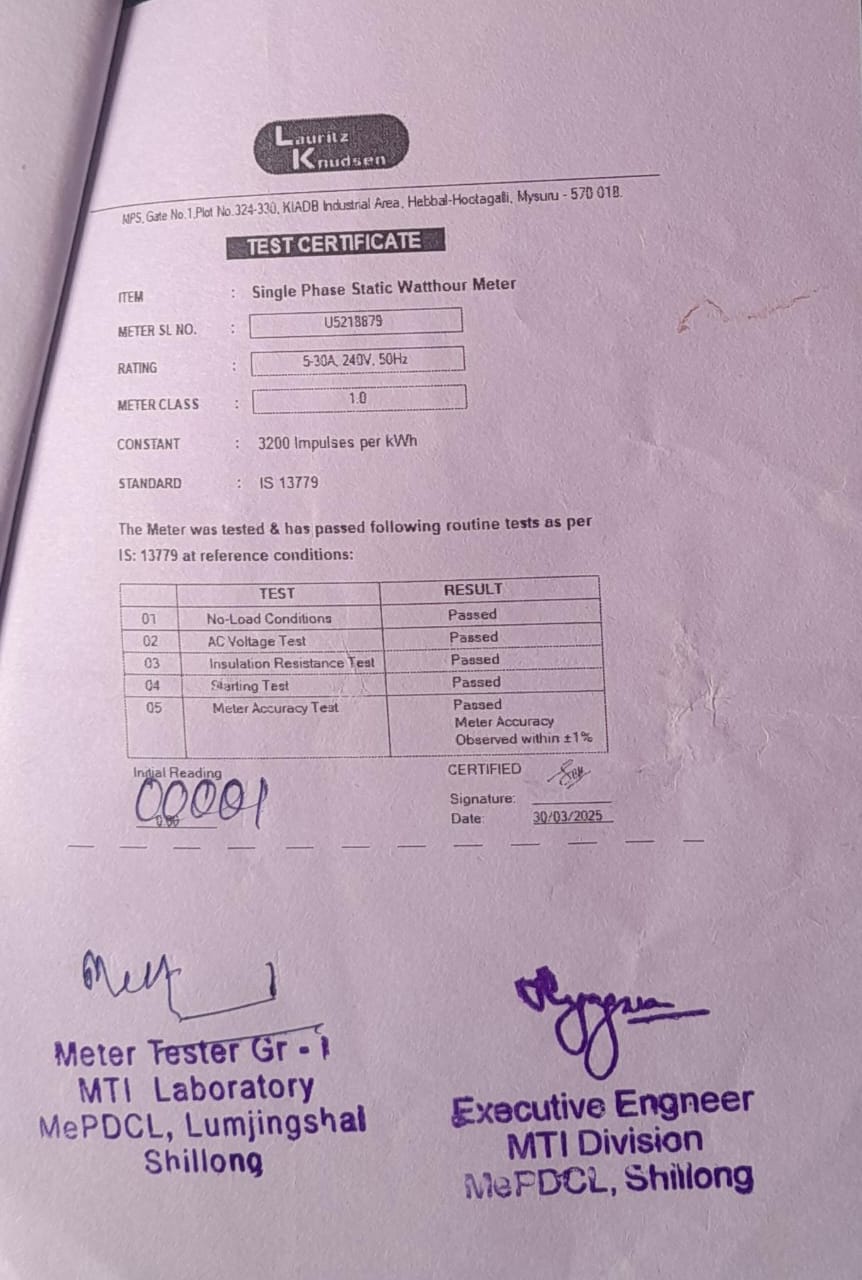 Lauritz
Knudsen
MPS, Gate No.1,Plot No.324-330, KIADB Industrial Area, Hebbal-Hootagalli, Mysuru - 570 018.
TEST CERTIFICATE
ITEM : Single Phase Static Watthour Meter
METER SL NO. : U5218879
RATING : 5-30A, 240V, 50Hz
METER CLASS : 1.0
CONSTANT : 3200 Impulses per kWh
STANDARD : IS 13779
The Meter was tested & has passed following routine tests as per
IS: 13779 at reference conditions:
TEST RESULT
01 No-Load Conditions Passed
02 AC Voltage Test Passed
03 Insulation Resistance Test Passed
04 Starting Test Passed
05 Meter Accuracy Test Passed
Meter Accuracy
Observed within ±1%
Initial Reading
00001
0.00
CERTIFIED
Signature:
Date: 30/03/2025
Meter Tester Gr - I
MTI Laboratory
MePDCL, Lumjingshai
Shillong
Executive Engneer
MTI Division
MePDCL, Shillong